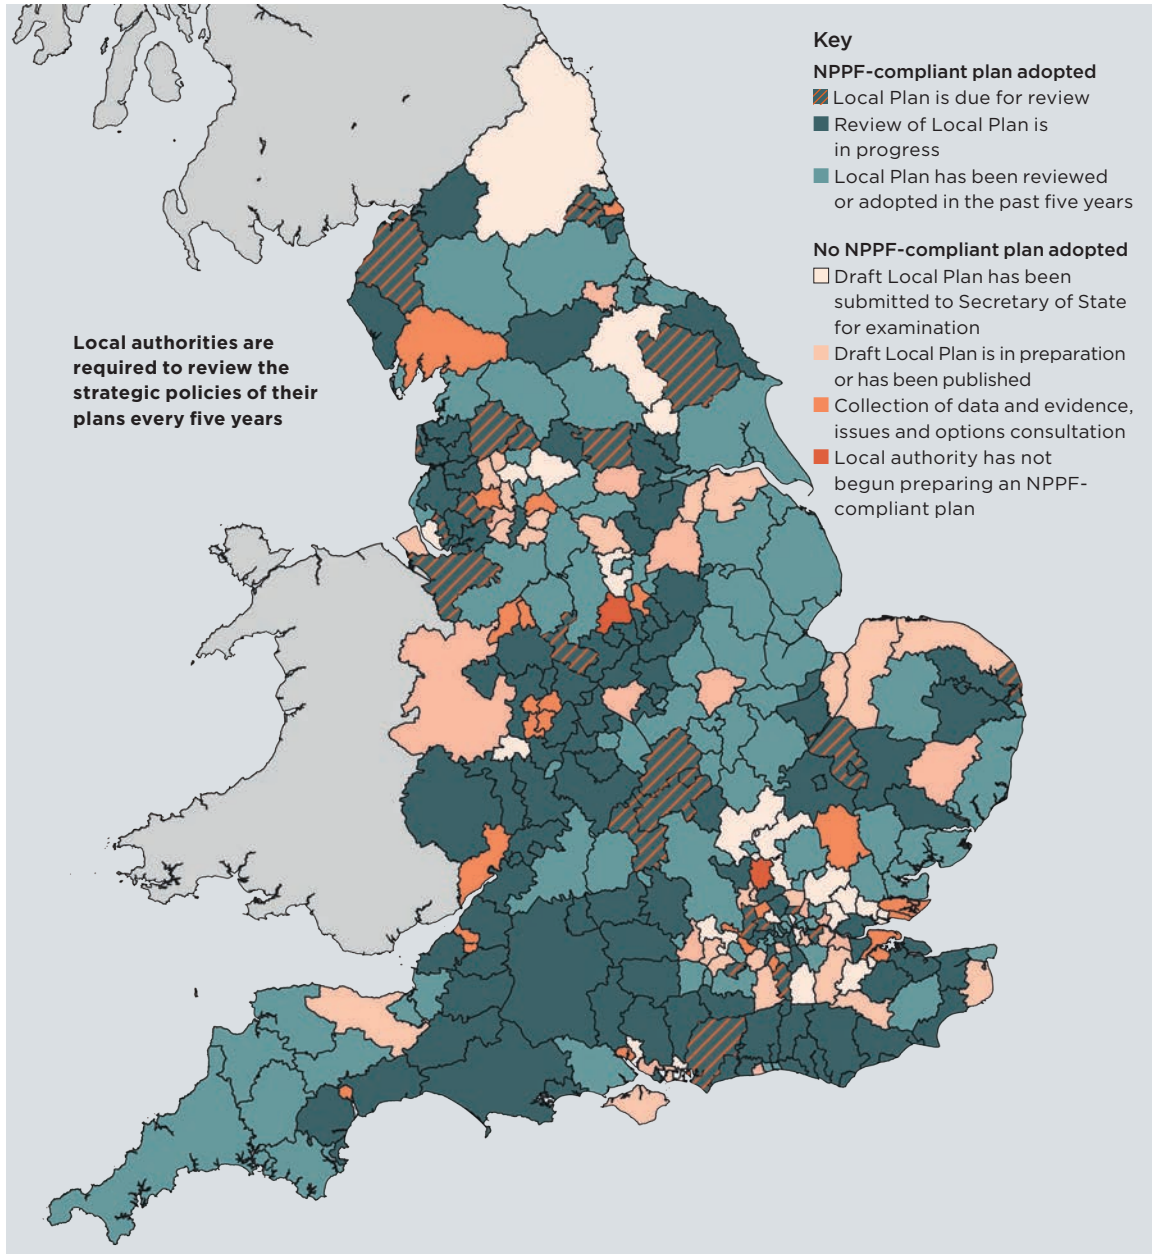 Key
NPPF-compliant plan adopted
Local Plan is due for review
Review of Local Plan is
in progress
Local Plan has been reviewed
or adopted in the past five years
No NPPF-compliant plan adopted
Draft Local Plan has been
submitted to Secretary of State
for examination
Draft Local Plan is in preparation
or has been published
Collection of data and evidence,
issues and options consultation
Local authority has not
begun preparing an NPPF-
compliant plan
Local authorities are
required to review the
strategic policies of their
plans every five years